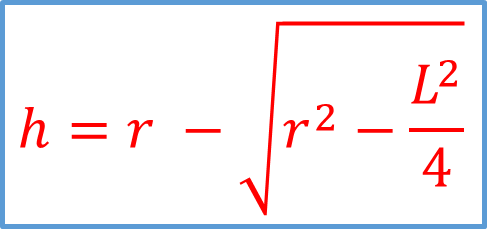 h = r − √(r² − L²/4)